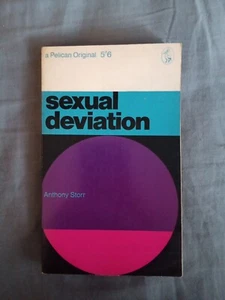 a Pelican Original 5'6
sexual
deviation
Anthony Storr